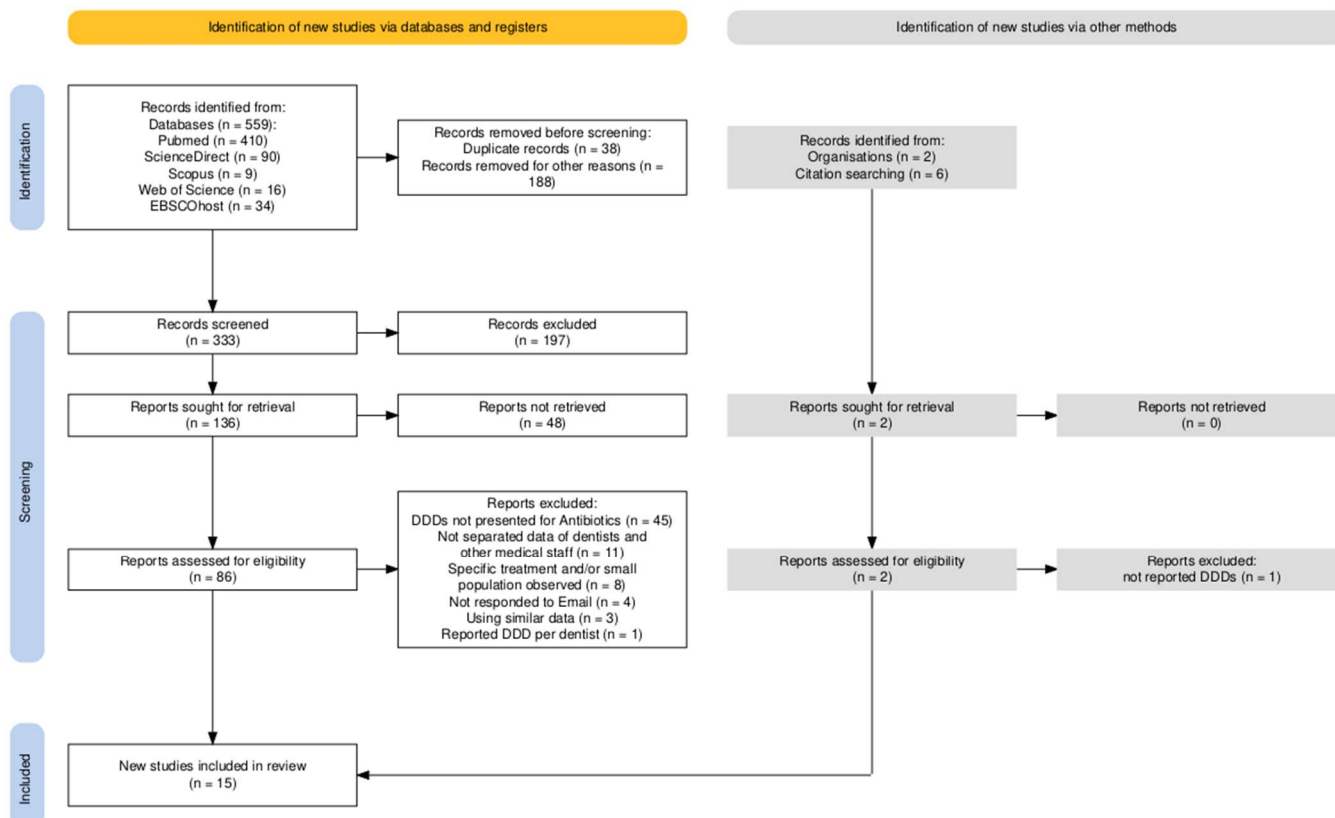 Identification of new studies via databases and registers
Identification of new studies via other methods
Identification
Records identified from:
Databases (n = 559):
Pubmed (n = 410)
ScienceDirect (n = 90)
Scopus (n = 9)
Web of Science (n = 16)
EBSCOhost (n = 34)
Records removed before screening:
Duplicate records (n = 38)
Records removed for other reasons (n =
188)
Records identified from:
Organisations (n = 2)
Citation searching (n = 6)
Screening
Records screened
(n = 333)
Records excluded
(n = 197)
Reports sought for retrieval
(n = 136)
Reports not retrieved
(n = 48)
Reports sought for retrieval
(n = 2)
Reports not retrieved
(n = 0)
Reports assessed for eligibility
(n = 86)
Reports excluded:
DDDs not presented for Antibiotics (n = 45)
Not separated data of dentists and
other medical staff (n = 11)
Specific treatment and/or small
population observed (n = 8)
Not responded to Email (n = 4)
Using similar data (n = 3)
Reported DDD per dentist (n = 1)
Reports assessed for eligibility
(n = 2)
Reports excluded:
not reported DDDs (n = 1)
Included
New studies included in review
(n = 15)